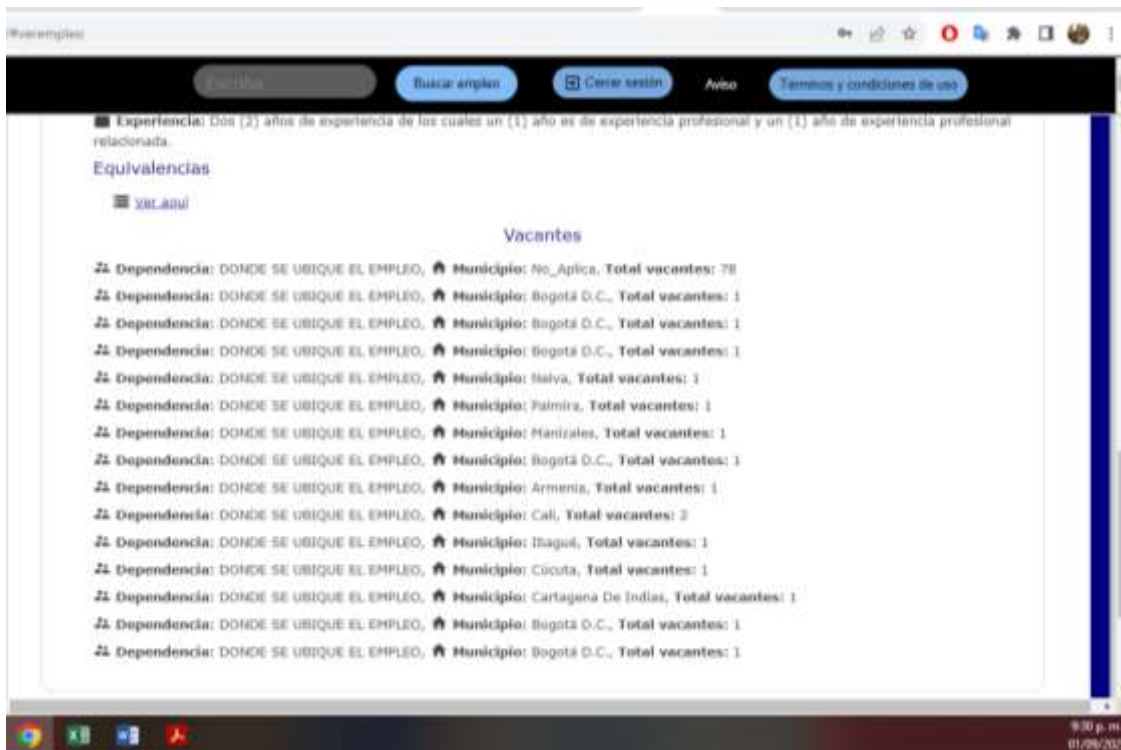 #verempleo
Escriba
Buscar empleo
Cerrar sesión
Aviso
Terminos y condiciones de uso
Experiencia: Dos (2) años de experiencia de los cuales un (1) año es de experiencia profesional y un (1) año de experiencia profesional
relacionada.
Equivalencias
Ver aquí
Vacantes
Dependencia: DONDE SE UBIQUE EL EMPLEO, Municipio: No_Aplica, Total vacantes: 78
Dependencia: DONDE SE UBIQUE EL EMPLEO, Municipio: Bogotá D.C., Total vacantes: 1
Dependencia: DONDE SE UBIQUE EL EMPLEO, Municipio: Bogotá D.C., Total vacantes: 1
Dependencia: DONDE SE UBIQUE EL EMPLEO, Municipio: Bogotá D.C., Total vacantes: 1
Dependencia: DONDE SE UBIQUE EL EMPLEO, Municipio: Neiva, Total vacantes: 1
Dependencia: DONDE SE UBIQUE EL EMPLEO, Municipio: Palmira, Total vacantes: 1
Dependencia: DONDE SE UBIQUE EL EMPLEO, Municipio: Manizales, Total vacantes: 1
Dependencia: DONDE SE UBIQUE EL EMPLEO, Municipio: Bogotá D.C., Total vacantes: 1
Dependencia: DONDE SE UBIQUE EL EMPLEO, Municipio: Armenia, Total vacantes: 1
Dependencia: DONDE SE UBIQUE EL EMPLEO, Municipio: Cali, Total vacantes: 2
Dependencia: DONDE SE UBIQUE EL EMPLEO, Municipio: Itagui, Total vacantes: 1
Dependencia: DONDE SE UBIQUE EL EMPLEO, Municipio: Cúcuta, Total vacantes: 1
Dependencia: DONDE SE UBIQUE EL EMPLEO, Municipio: Cartagena De Indias, Total vacantes: 1
Dependencia: DONDE SE UBIQUE EL EMPLEO, Municipio: Bogotá D.C., Total vacantes: 1
Dependencia: DONDE SE UBIQUE EL EMPLEO, Municipio: Bogotá D.C., Total vacantes: 1
9:30 p. m.